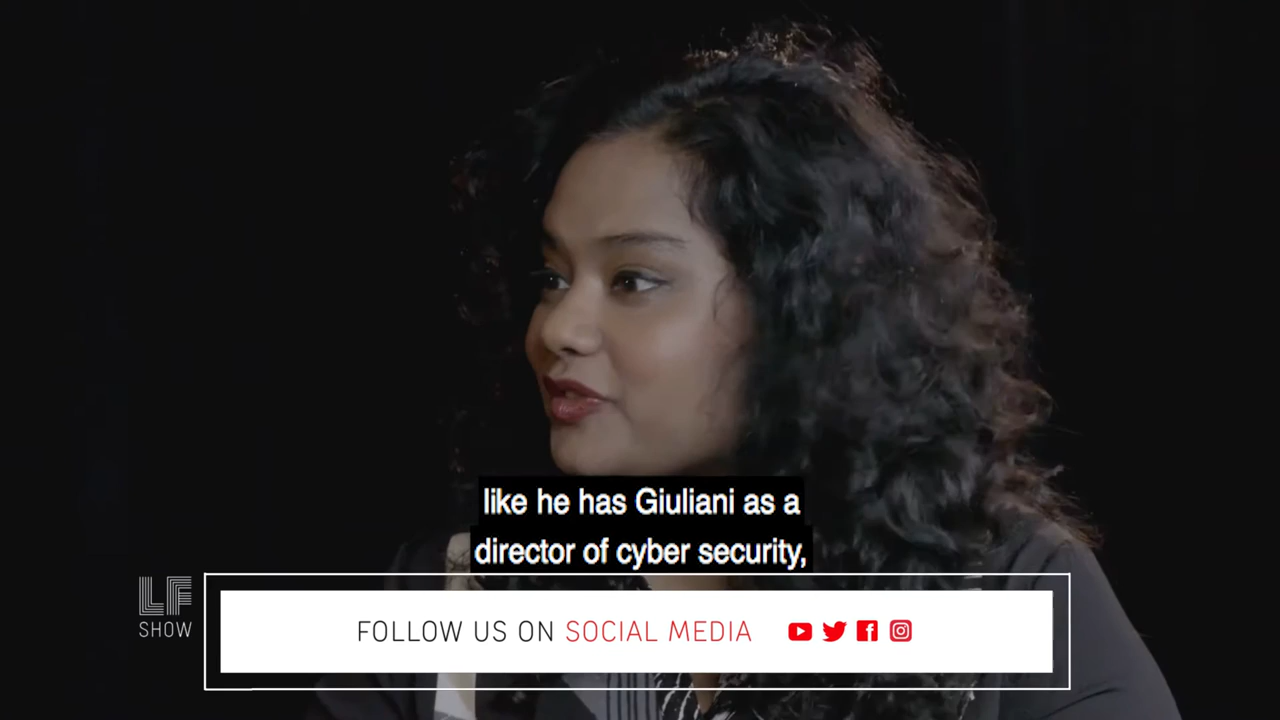 like he has Giuliani as a
director of cyber security,
LF
SHOW
FOLLOW US ON SOCIAL MEDIA